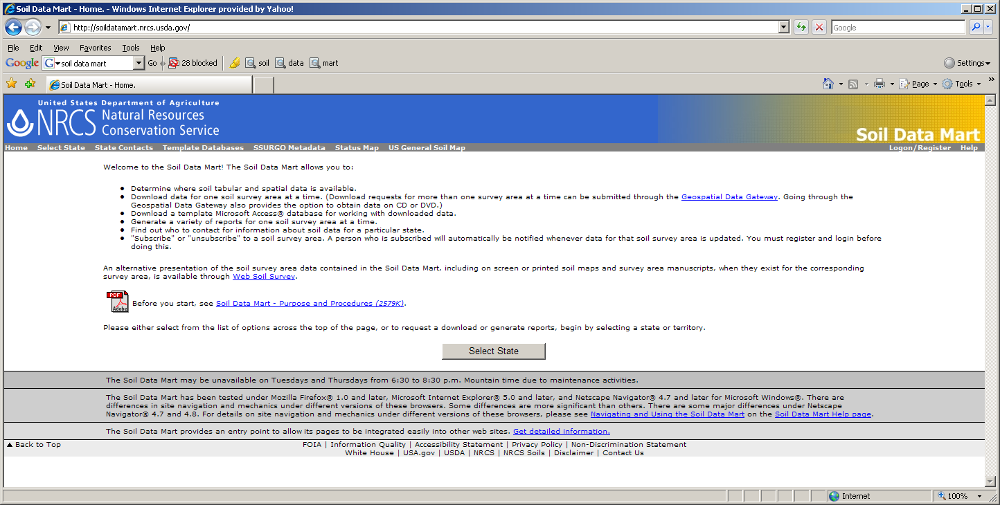 Soil Data Mart - Home. - Windows Internet Explorer provided by Yahoo!
http://soildatamart.nrcs.usda.gov/
Google
File Edit View Favorites Tools Help
Google G soil data mart Go 28 blocked soil data mart Settings
Soil Data Mart - Home. Page Tools »
United States Department of Agriculture
NRCS Natural Resources
Conservation Service
Soil Data Mart
Home Select State State Contacts Template Databases SSURGO Metadata Status Map US General Soil Map Logon/Register Help
Welcome to the Soil Data Mart! The Soil Data Mart allows you to:
• Determine where soil tabular and spatial data is available.
• Download data for one soil survey area at a time. (Download requests for more than one survey area at a time can be submitted through the Geospatial Data Gateway. Going through the
Geospatial Data Gateway also provides the option to obtain data on CD or DVD.)
• Download a template Microsoft Access® database for working with downloaded data.
• Generate a variety of reports for one soil survey area at a time.
• Find out who to contact for information about soil data for a particular state.
• "Subscribe" or "unsubscribe" to a soil survey area. A person who is subscribed will automatically be notified whenever data for that soil survey area is updated. You must register and login before
doing this.
An alternative presentation of the soil survey area data contained in the Soil Data Mart, including on screen or printed soil maps and survey area manuscripts, when they exist for the corresponding
survey area, is available through Web Soil Survey.
PDF
Adobe
Before you start, see Soil Data Mart - Purpose and Procedures (2579K).
Please either select from the list of options across the top of the page, or to request a download or generate reports, begin by selecting a state or territory.
Select State
The Soil Data Mart may be unavailable on Tuesdays and Thursdays from 6:30 to 8:30 p.m. Mountain time due to maintenance activities.
The Soil Data Mart has been tested under Mozilla Firefox® 1.0 and later, Microsoft Internet Explorer® 5.0 and later, and Netscape Navigator® 4.7 and later for Microsoft Windows®. There are
differences in site navigation and mechanics under different versions of these browsers. Some differences are more significant than others. There are some major differences under Netscape
Navigator® 4.7 and 4.8. For details on site navigation and mechanics under different versions of these browsers, please see Navigating and Using the Soil Data Mart on the Soil Data Mart Help page.
The Soil Data Mart provides an entry point to allow its pages to be integrated easily into other web sites. Get detailed information.
Back to Top
FOIA | Information Quality | Accessibility Statement | Privacy Policy | Non-Discrimination Statement
White House | USA.gov | USDA | NRCS | NRCS Soils | Disclaimer | Contact Us
Internet 100%